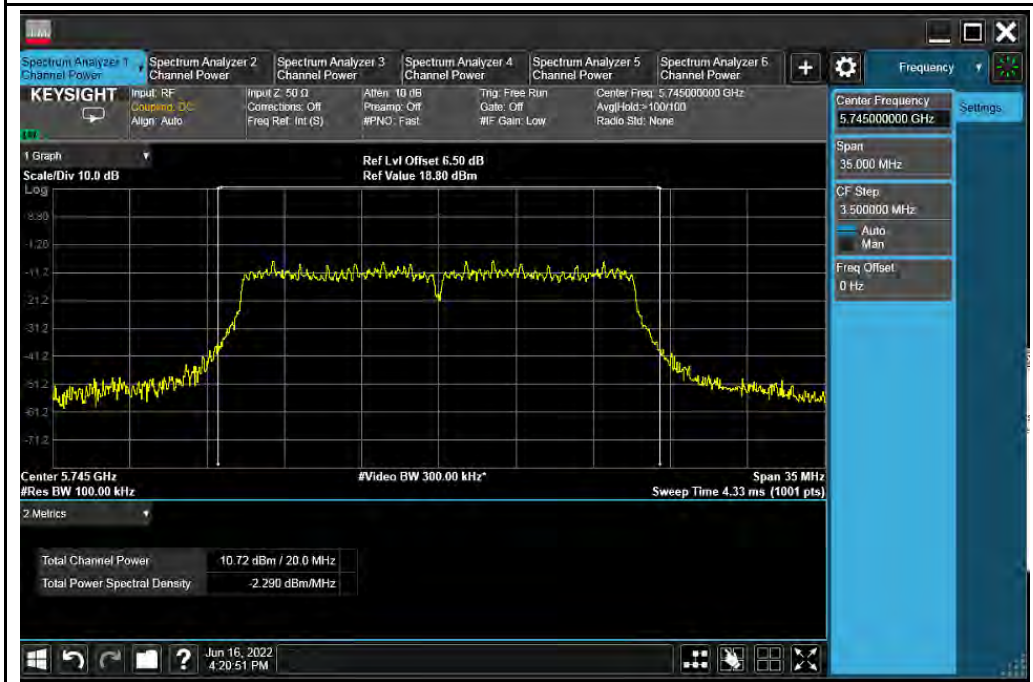 Spectrum Analyzer 1
Channel Power
Spectrum Analyzer 2
Channel Power
Spectrum Analyzer 3
Channel Power
Spectrum Analyzer 4
Channel Power
Spectrum Analyzer 5
Channel Power
Spectrum Analyzer 6
Channel Power
+
Frequency
KEYSIGHT
Input: RF
Coupling: DC
Align: Auto
Input Z: 50 Ω
Corrections: Off
Freq Ref: Int (S)
Atten: 10 dB
Preamp: Off
#PNO: Fast
Trig: Free Run
Gate: Off
#IF Gain: Low
Center Freq: 5.745000000 GHz
Avg|Hold:>100/100
Radio Std: None
1 Graph
Scale/Div 10.0 dB
Log
Ref Lvl Offset 6.50 dB
Ref Value 18.80 dBm
8.80
-1.20
-11.2
-21.2
-31.2
-41.2
-51.2
-61.2
-71.2
Center 5.745 GHz
#Video BW 300.00 kHz*
Span 35 MHz
#Res BW 100.00 kHz
Sweep Time 4.33 ms (1001 pts)
2 Metrics
Total Channel Power 10.72 dBm / 20.0 MHz
Total Power Spectral Density -2.290 dBm/MHz
Center Frequency
5.745000000 GHz
Settings
Span
35.000 MHz
CF Step
3.500000 MHz
Auto
Man
Freq Offset
0 Hz
?
Jun 16, 2022
4:20:51 PM